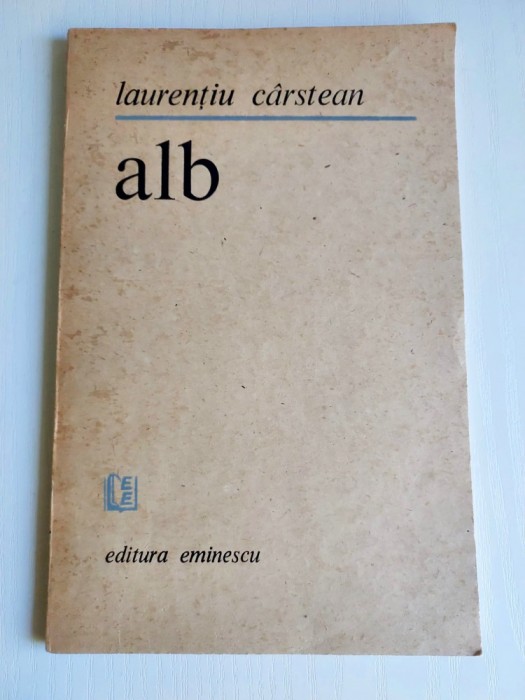 laurențiu cârstean
alb
E
E
editura eminescu